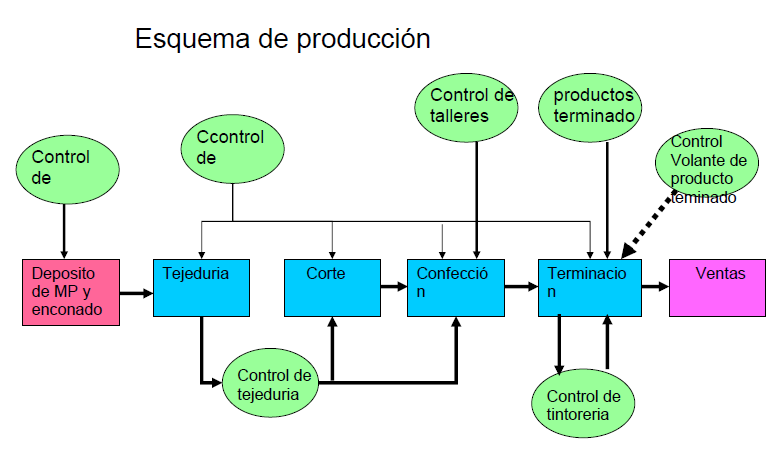 Esquema de producción
Control de
talleres
productos
terminado
Ccontrol
de
Control
Volante de
producto
teminado
Control
de
Deposito
de MP y
enconado
Tejeduria
Corte
Confecció
n
Terminacio
n
Ventas
Control de
tejeduria
Control de
tintoreria